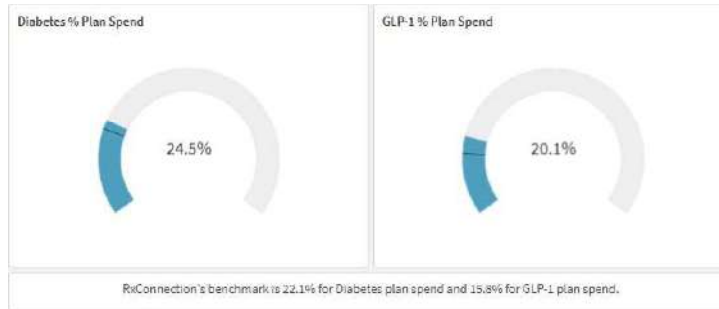 Diabetes % Plan Spend
GLP-1 % Plan Spend
24.5%
20.1%
RxConnection's benchmark is 22.1% for Diabetes plan spend and 15.8% for GLP-1 plan spend.